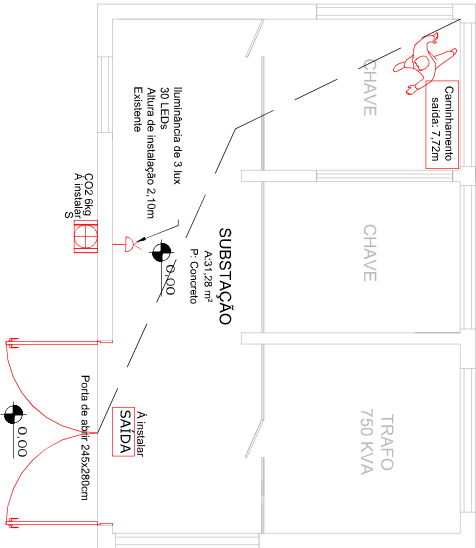 Caminhamento
saída: 7,72m
CHAVE
CHAVE
TRAFO
750 KVA
Iluminância de 3 lux
30 LEDs
Altura de instalação 2,10m
Existente
SUBSTAÇÃO
A:31,28 m²
P: Concreto
0,00
CO2 6kg
À instalar
S
À instalar
SAÍDA
Porta de abrir 245x280cm
0,00